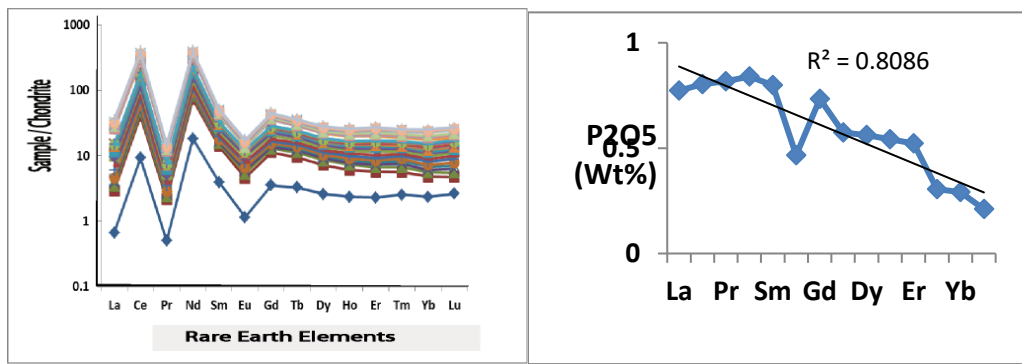 1000
100
10
1
0.1
Sample / Chondrite
La Ce Pr Nd Sm Eu Gd Tb Dy Ho Er Tm Yb Lu
Rare Earth Elements
1
R² = 0.8086
P2O5
0.5
(Wt%)
0
La Pr Sm Gd Dy Er Yb